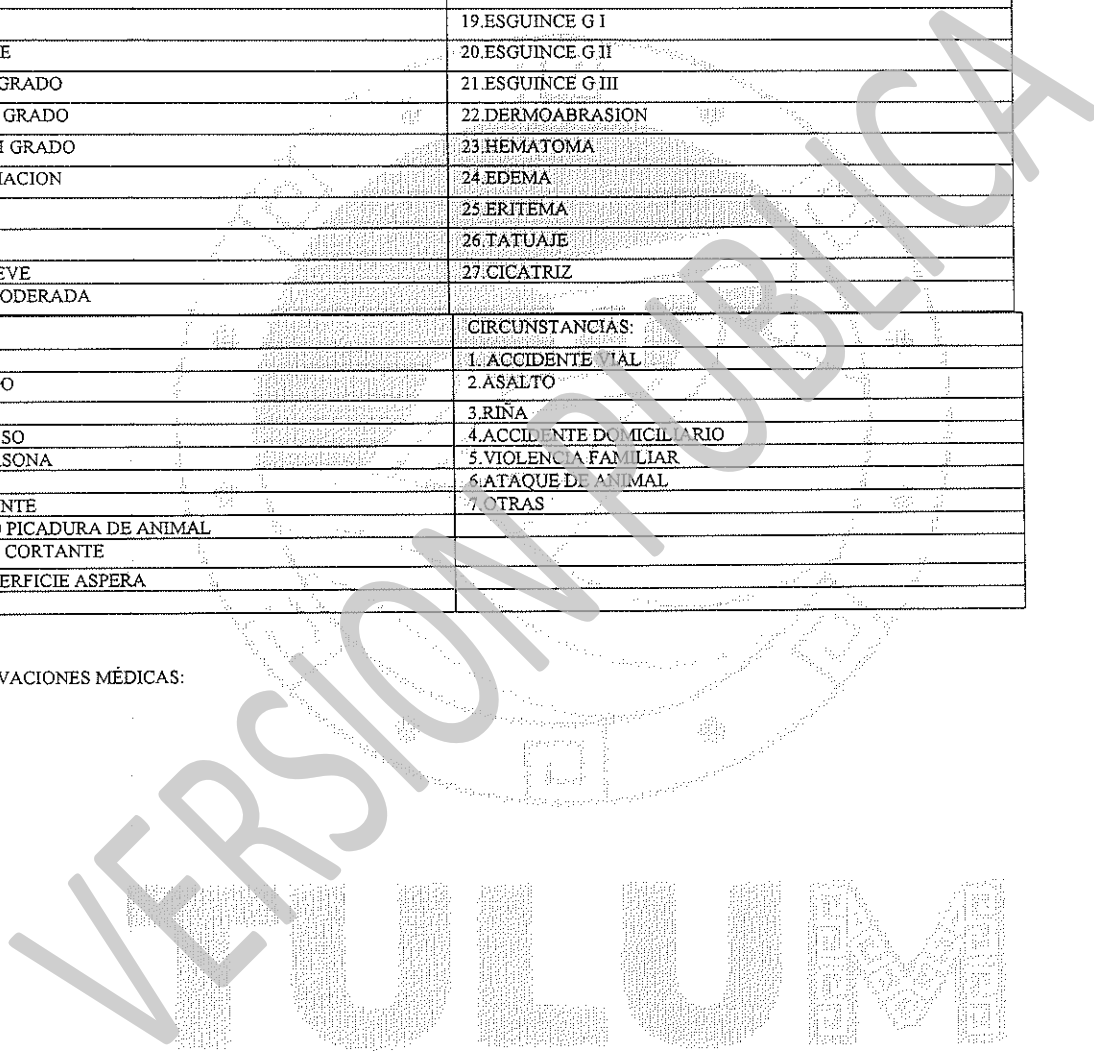 19.ESGUINCE G I
E 20.ESGUINCE G II
GRADO 21.ESGUINCE G III
GRADO 22.DERMOABRASION
I GRADO 23.HEMATOMA
IACION 24.EDEMA
25.ERITEMA
26.TATUAJE
EVE 27.CICATRIZ
ODERADA
CIRCUNSTANCIAS:
1. ACCIDENTE VIAL
O 2.ASALTO
3.RIÑA
SO 4.ACCIDENTE DOMICILIARIO
RSONA 5.VIOLENCIA FAMILIAR
6.ATAQUE DE ANIMAL
NTE 7.OTRAS
O PICADURA DE ANIMAL
CORTANTE
ERFICIE ASPERA
VACIONES MÉDICAS:
VERSION PUBLICA
TULUM